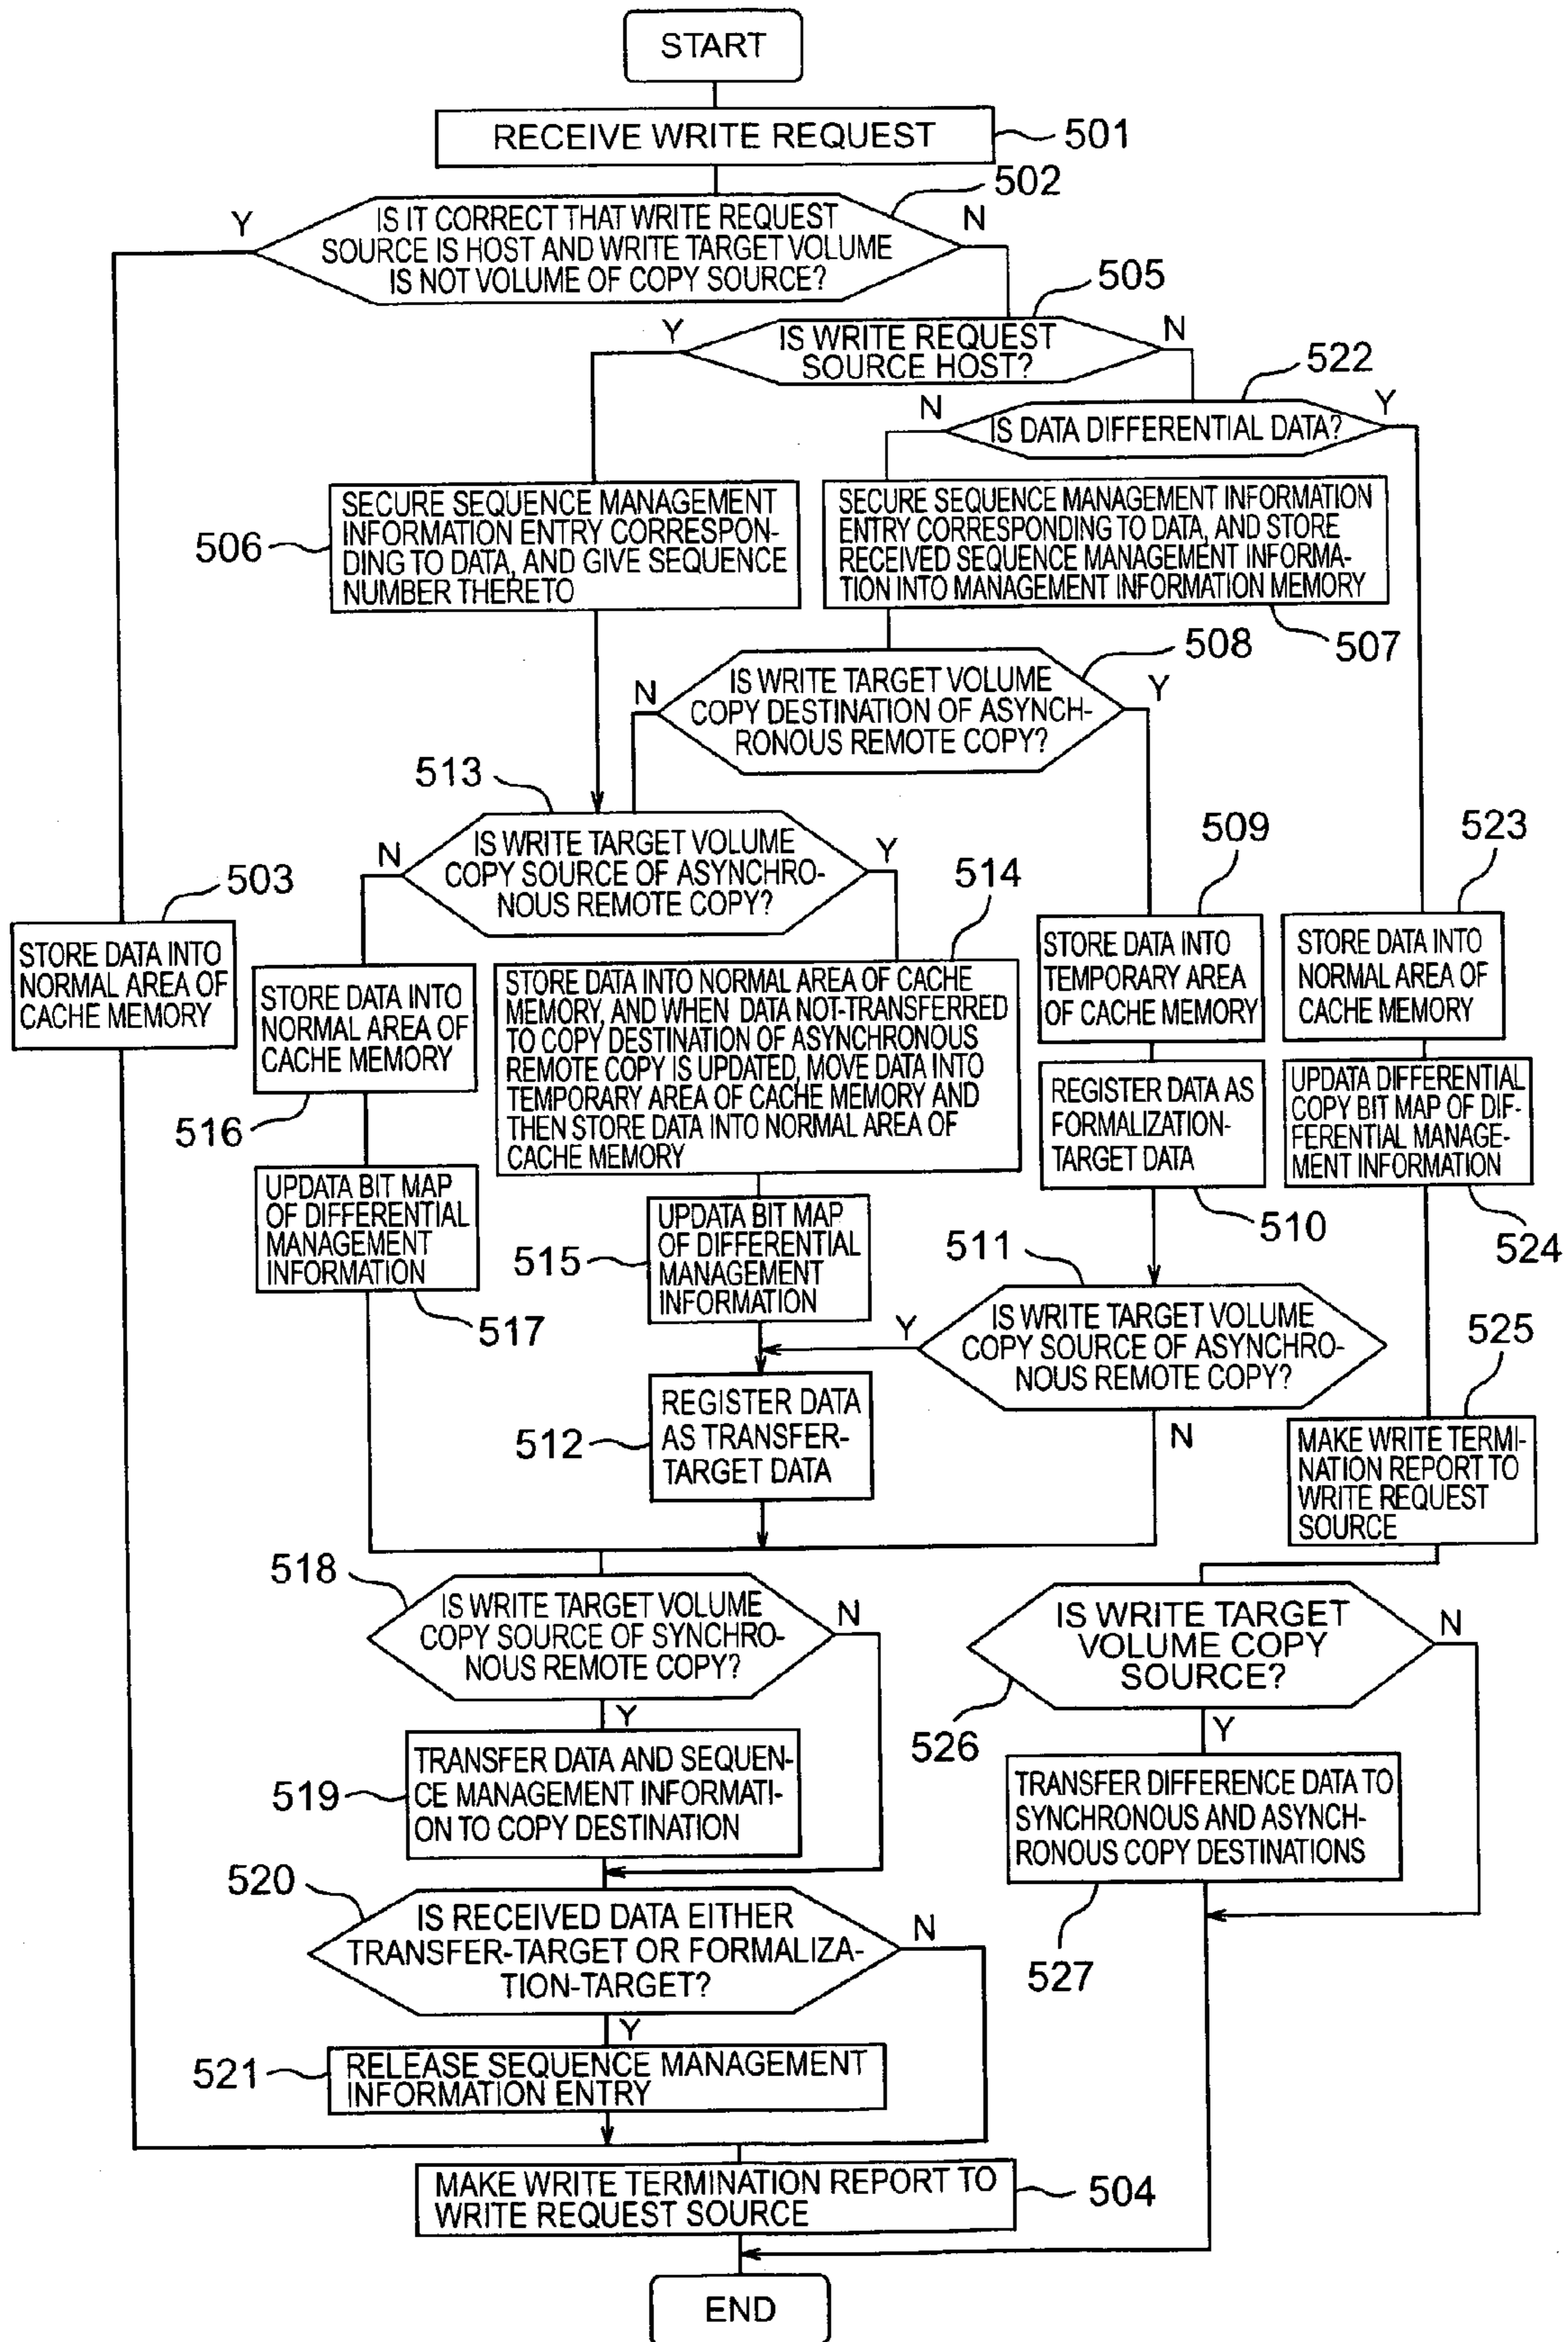 START
RECEIVE WRITE REQUEST
501
502
Y
IS IT CORRECT THAT WRITE REQUEST
SOURCE IS HOST AND WRITE TARGET VOLUME
IS NOT VOLUME OF COPY SOURCE?
N
505
Y
IS WRITE REQUEST
SOURCE HOST?
N
522
N
IS DATA DIFFERENTIAL DATA?
Y
506
SECURE SEQUENCE MANAGEMENT
INFORMATION ENTRY CORRESPON-
DING TO DATA, AND GIVE SEQUENCE
NUMBER THERETO
SECURE SEQUENCE MANAGEMENT INFORMATION
ENTRY CORRESPONDING TO DATA, AND STORE
RECEIVED SEQUENCE MANAGEMENT INFORMA-
TION INTO MANAGEMENT INFORMATION MEMORY
507
508
N
IS WRITE TARGET VOLUME
COPY DESTINATION OF ASYNCH-
RONOUS REMOTE COPY?
Y
513
N
IS WRITE TARGET VOLUME
COPY SOURCE OF ASYNCHRO-
NOUS REMOTE COPY?
Y
503
STORE DATA INTO
NORMAL AREA OF
CACHE MEMORY
STORE DATA INTO
NORMAL AREA OF
CACHE MEMORY
516
514
STORE DATA INTO NORMAL AREA OF CACHE
MEMORY, AND WHEN DATA NOT-TRANSFERRED
TO COPY DESTINATION OF ASYNCHRONOUS
REMOTE COPY IS UPDATED, MOVE DATA INTO
TEMPORARY AREA OF CACHE MEMORY AND
THEN STORE DATA INTO NORMAL AREA OF
CACHE MEMORY
509
STORE DATA INTO
TEMPORARY AREA
OF CACHE MEMORY
523
STORE DATA INTO
NORMAL AREA OF
CACHE MEMORY
REGISTER DATA AS
FORMALIZATION-
TARGET DATA
510
UPDATA DIFFERENTIAL
COPY BIT MAP OF DIF-
FERENTIAL MANAGE-
MENT INFORMATION
524
UPDATA BIT MAP
OF DIFFERENTIAL
MANAGEMENT
INFORMATION
517
515
UPDATA BIT MAP
OF DIFFERENTIAL
MANAGEMENT
INFORMATION
511
Y
IS WRITE TARGET VOLUME
COPY SOURCE OF ASYNCHRO-
NOUS REMOTE COPY?
N
512
REGISTER DATA
AS TRANSFER-
TARGET DATA
525
MAKE WRITE TERMI-
NATION REPORT TO
WRITE REQUEST
SOURCE
518
IS WRITE TARGET VOLUME
COPY SOURCE OF SYNCHRO-
NOUS REMOTE COPY?
N
Y
IS WRITE TARGET
VOLUME COPY
SOURCE?
N
526
Y
519
TRANSFER DATA AND SEQUEN-
CE MANAGEMENT INFORMATI-
ON TO COPY DESTINATION
TRANSFER DIFFERENCE DATA TO
SYNCHRONOUS AND ASYNCH-
RONOUS COPY DESTINATIONS
527
520
IS RECEIVED DATA EITHER
TRANSFER-TARGET OR FORMALIZA-
TION-TARGET?
N
Y
521
RELEASE SEQUENCE MANAGEMENT
INFORMATION ENTRY
MAKE WRITE TERMINATION REPORT TO
WRITE REQUEST SOURCE
504
END